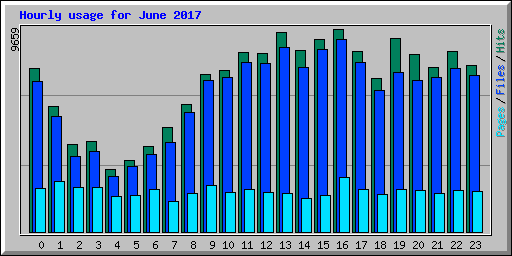 Hourly usage for June 2017
9659
Pages/Files/Hits
0 1 2 3 4 5 6 7 8 9 10 11 12 13 14 15 16 17 18 19 20 21 22 23